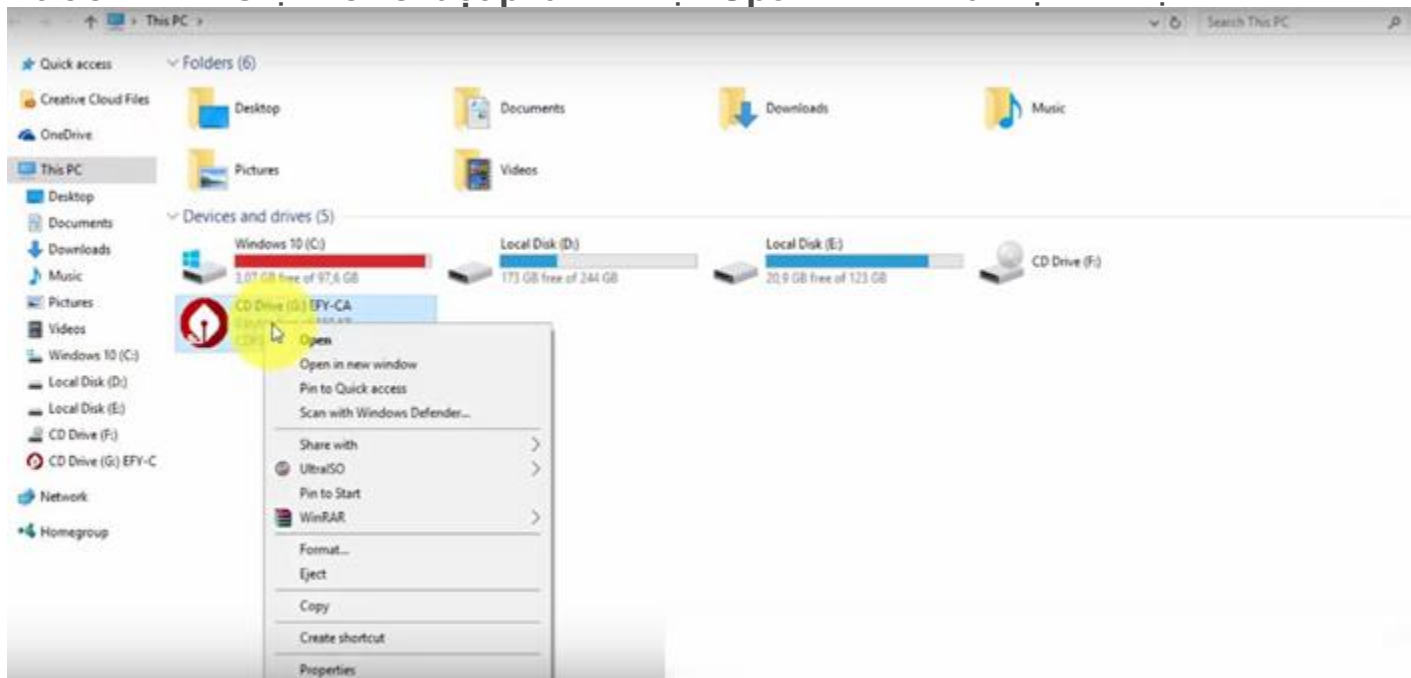 This PC
Search This PC
Quick access
Creative Cloud Files
OneDrive
This PC
Desktop
Documents
Downloads
Music
Pictures
Videos
Windows 10 (C:)
Local Disk (D:)
Local Disk (E:)
CD Drive (F:)
CD Drive (G:) EFY-C
Network
Homegroup
Folders (6)
Desktop
Documents
Downloads
Music
Pictures
Videos
Devices and drives (5)
Windows 10 (C:)
3,07 GB free of 97,6 GB
Local Disk (D:)
173 GB free of 244 GB
Local Disk (E:)
20,9 GB free of 123 GB
CD Drive (F:)
CD Drive (G:) EFY-CA
Open
Open in new window
Pin to Quick access
Scan with Windows Defender...
Share with
UltraISO
Pin to Start
WinRAR
Format...
Eject
Copy
Create shortcut
Properties